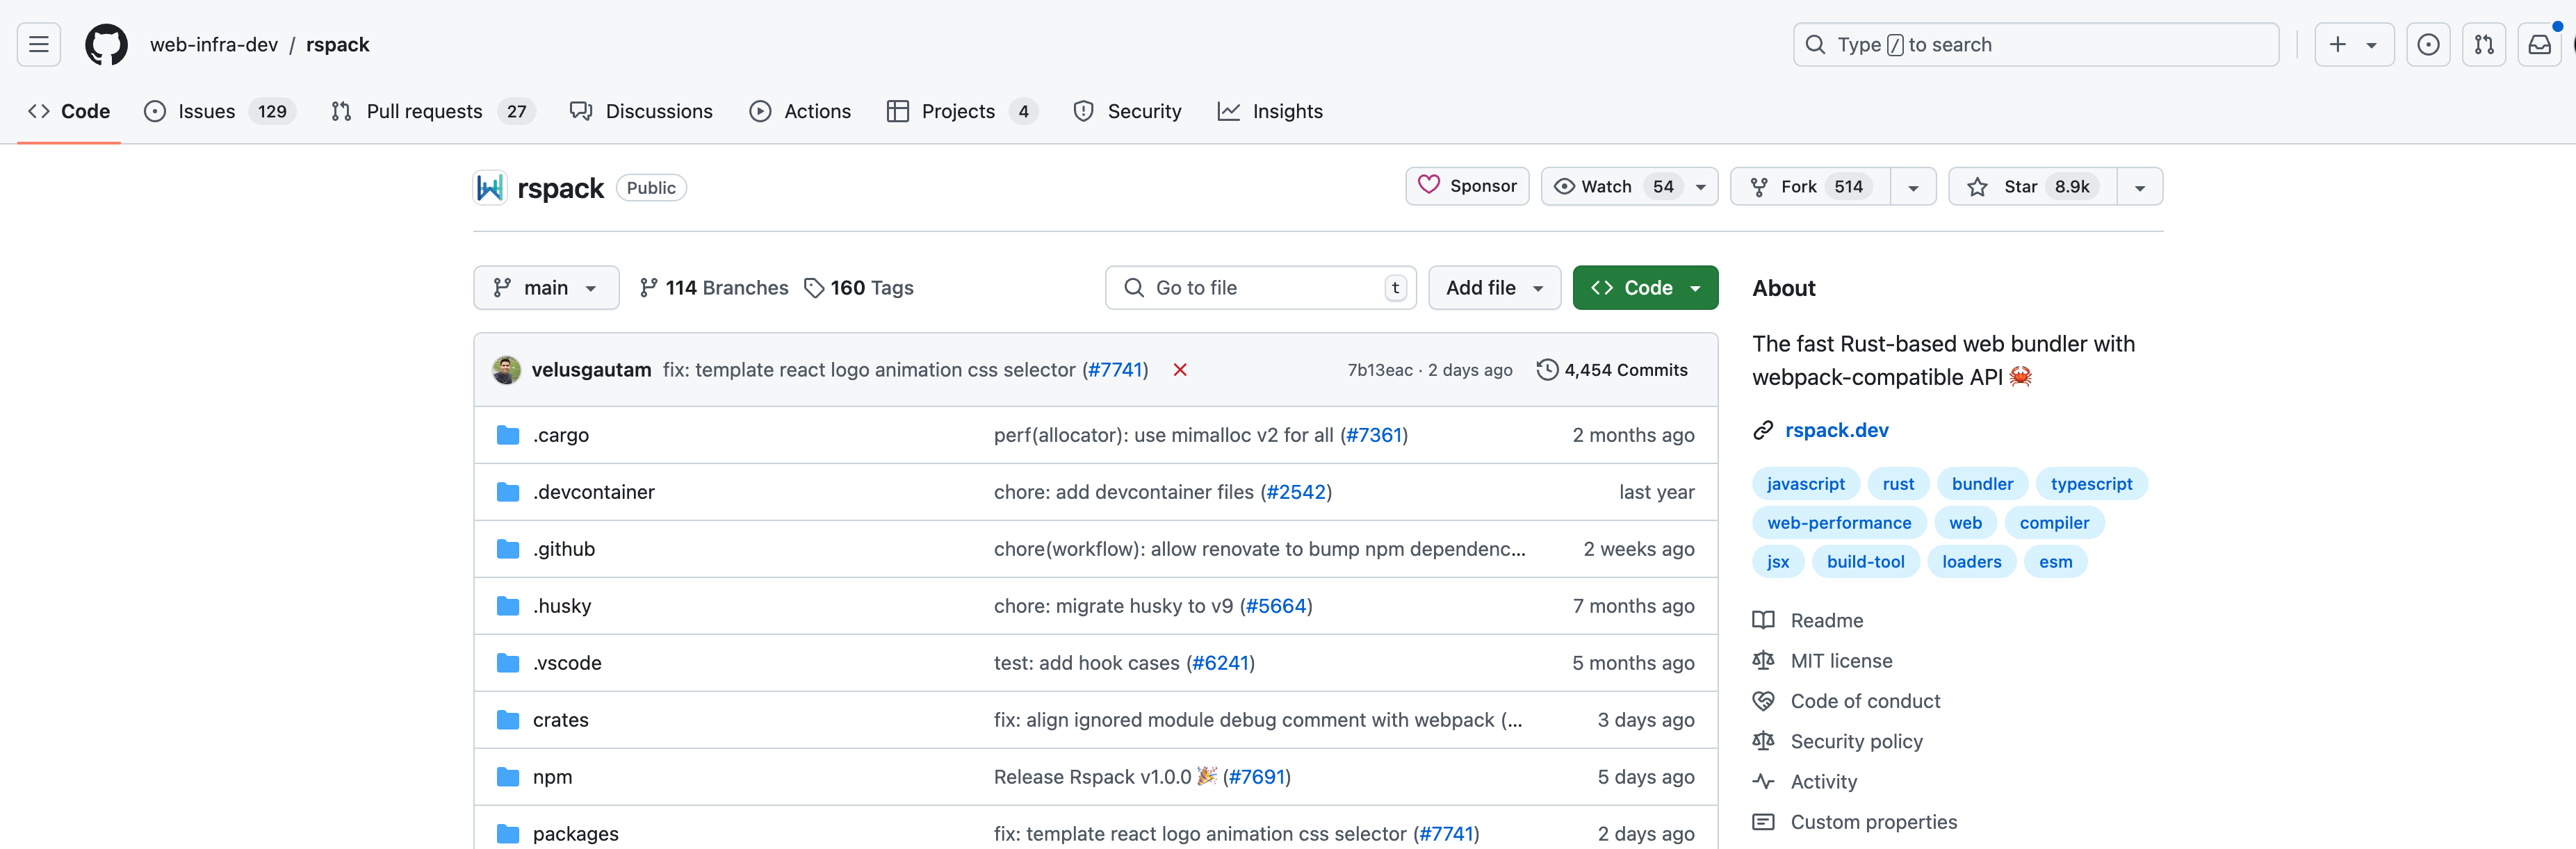 web-infra-dev / rspack
Type / to search
Code
Issues 129
Pull requests 27
Discussions
Actions
Projects 4
Security
Insights
rspack Public
Sponsor
Watch 54
Fork 514
Star 8.9k
main
114 Branches
160 Tags
Go to file t
Add file
Code
velusgautam fix: template react logo animation css selector (#7741) 7b13eac · 2 days ago 4,454 Commits
.cargo perf(allocator): use mimalloc v2 for all (#7361) 2 months ago
.devcontainer chore: add devcontainer files (#2542) last year
.github chore(workflow): allow renovate to bump npm dependenc... 2 weeks ago
.husky chore: migrate husky to v9 (#5664) 7 months ago
.vscode test: add hook cases (#6241) 5 months ago
crates fix: align ignored module debug comment with webpack (... 3 days ago
npm Release Rspack v1.0.0 🎉 (#7691) 5 days ago
packages fix: template react logo animation css selector (#7741) 2 days ago
About
The fast Rust-based web bundler with
webpack-compatible API 🦀
rspack.dev
javascript rust bundler typescript
web-performance web compiler
jsx build-tool loaders esm
Readme
MIT license
Code of conduct
Security policy
Activity
Custom properties